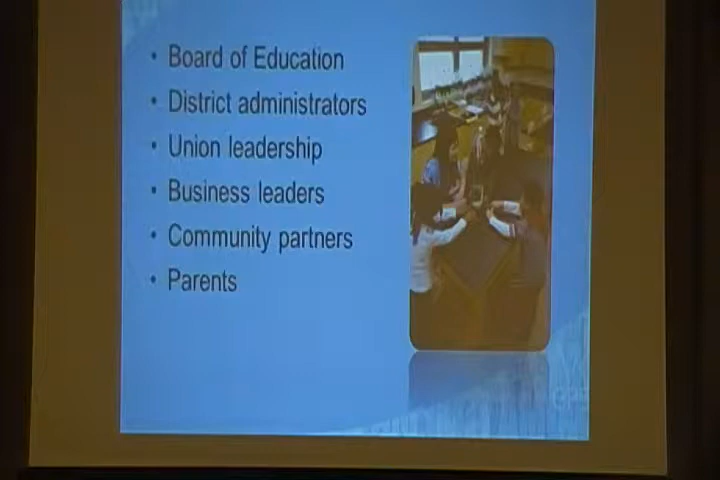 • Board of Education
• District administrators
• Union leadership
• Business leaders
• Community partners
• Parents